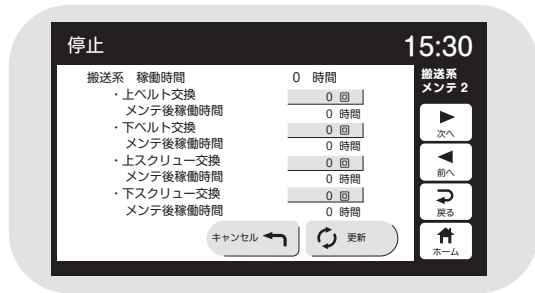 停止 15:30
搬送系 稼働時間 0 時間
・上ベルト交換 0 回
メンテ後稼働時間 0 時間
・下ベルト交換 0 回
メンテ後稼働時間 0 時間
・上スクリュー交換 0 回
メンテ後稼働時間 0 時間
・下スクリュー交換 0 回
メンテ後稼働時間 0 時間
キャンセル 更新
搬送系
メンテ 2
次へ
前へ
戻る
ホーム